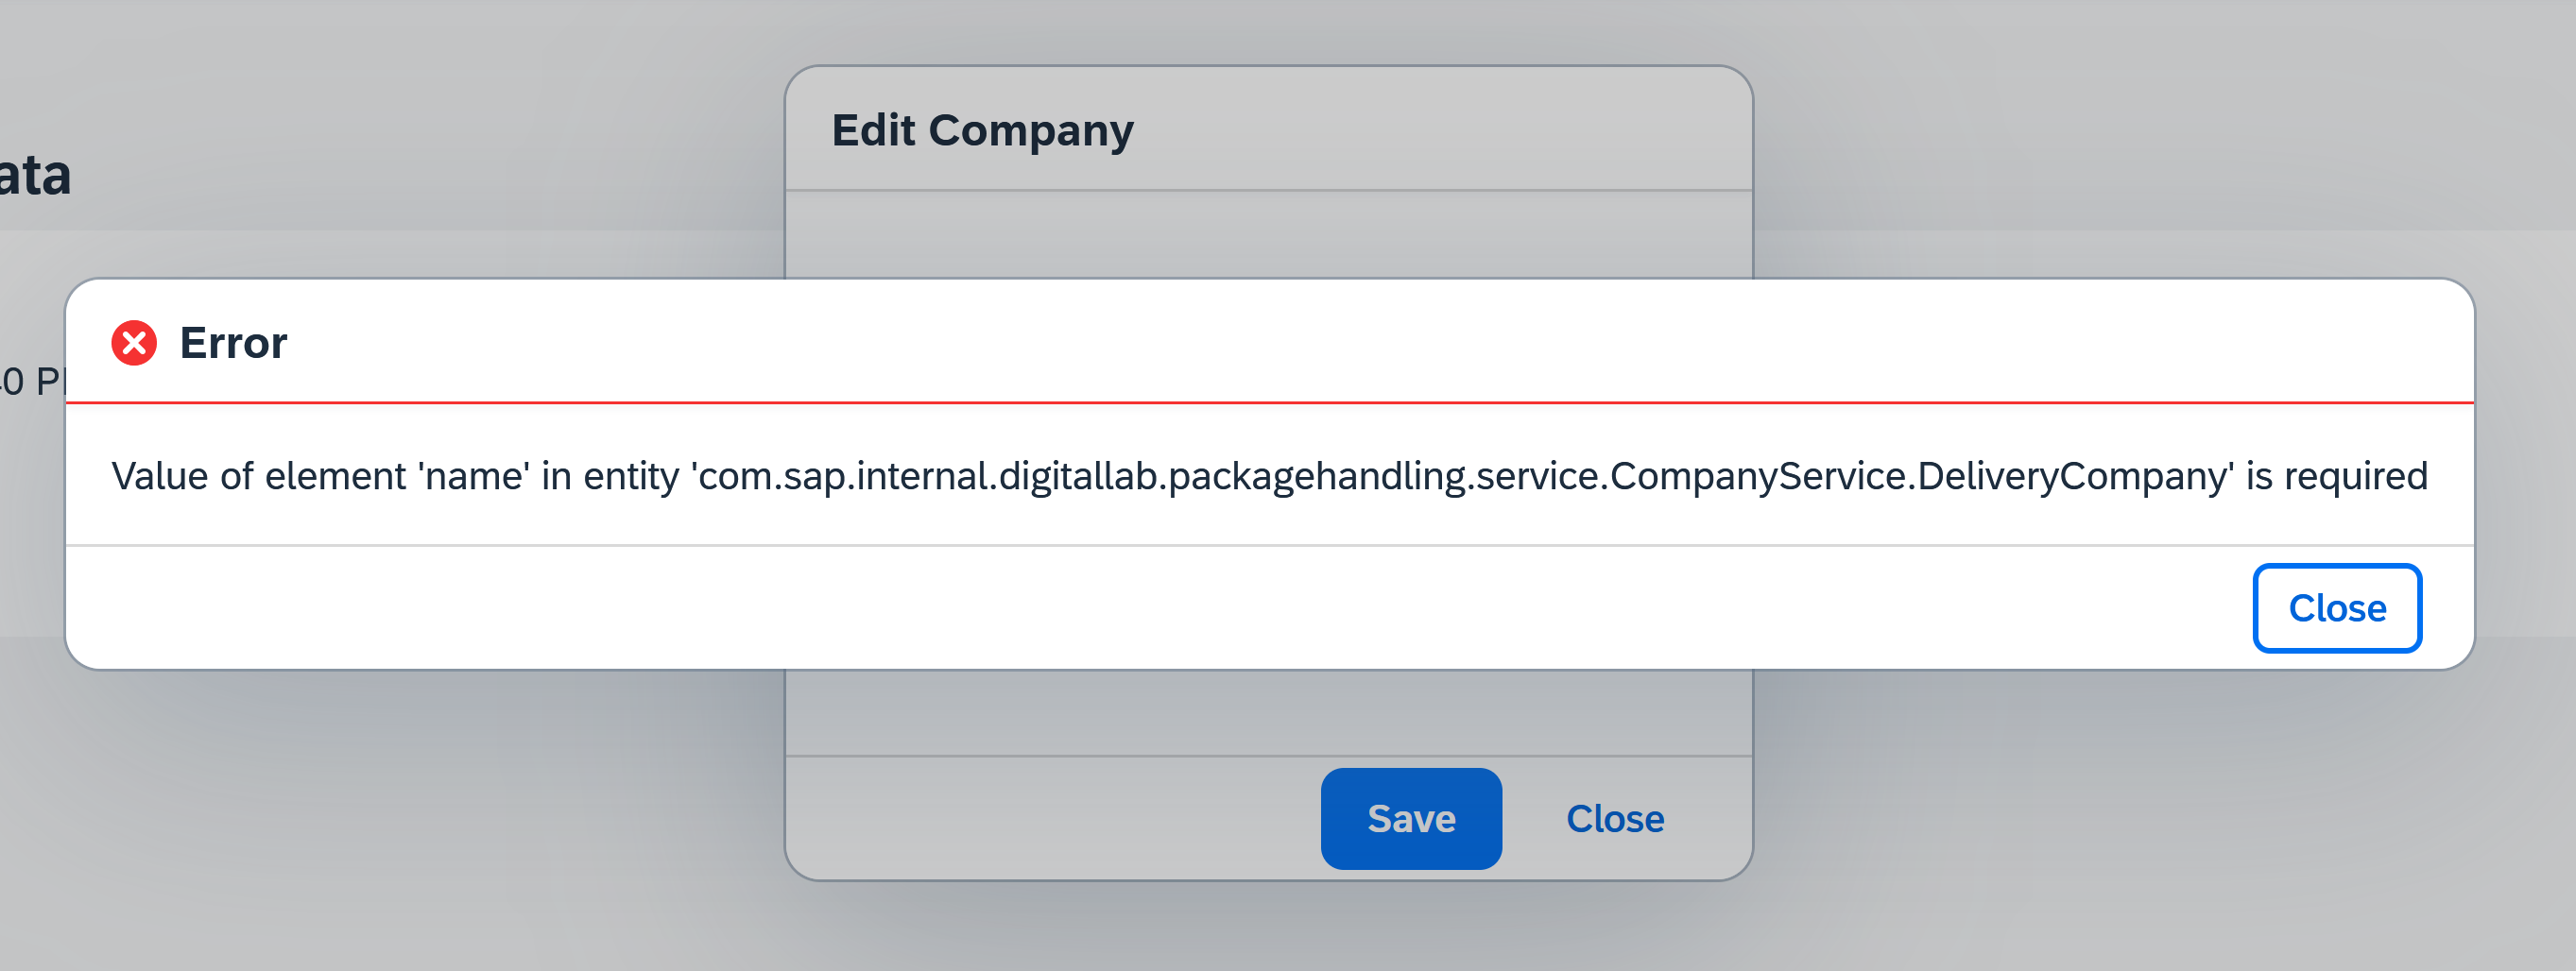 Edit Company
ata
Error
0 P
Value of element 'name' in entity 'com.sap.internal.digitallab.packagehandling.service.CompanyService.DeliveryCompany' is required
Close
Save Close